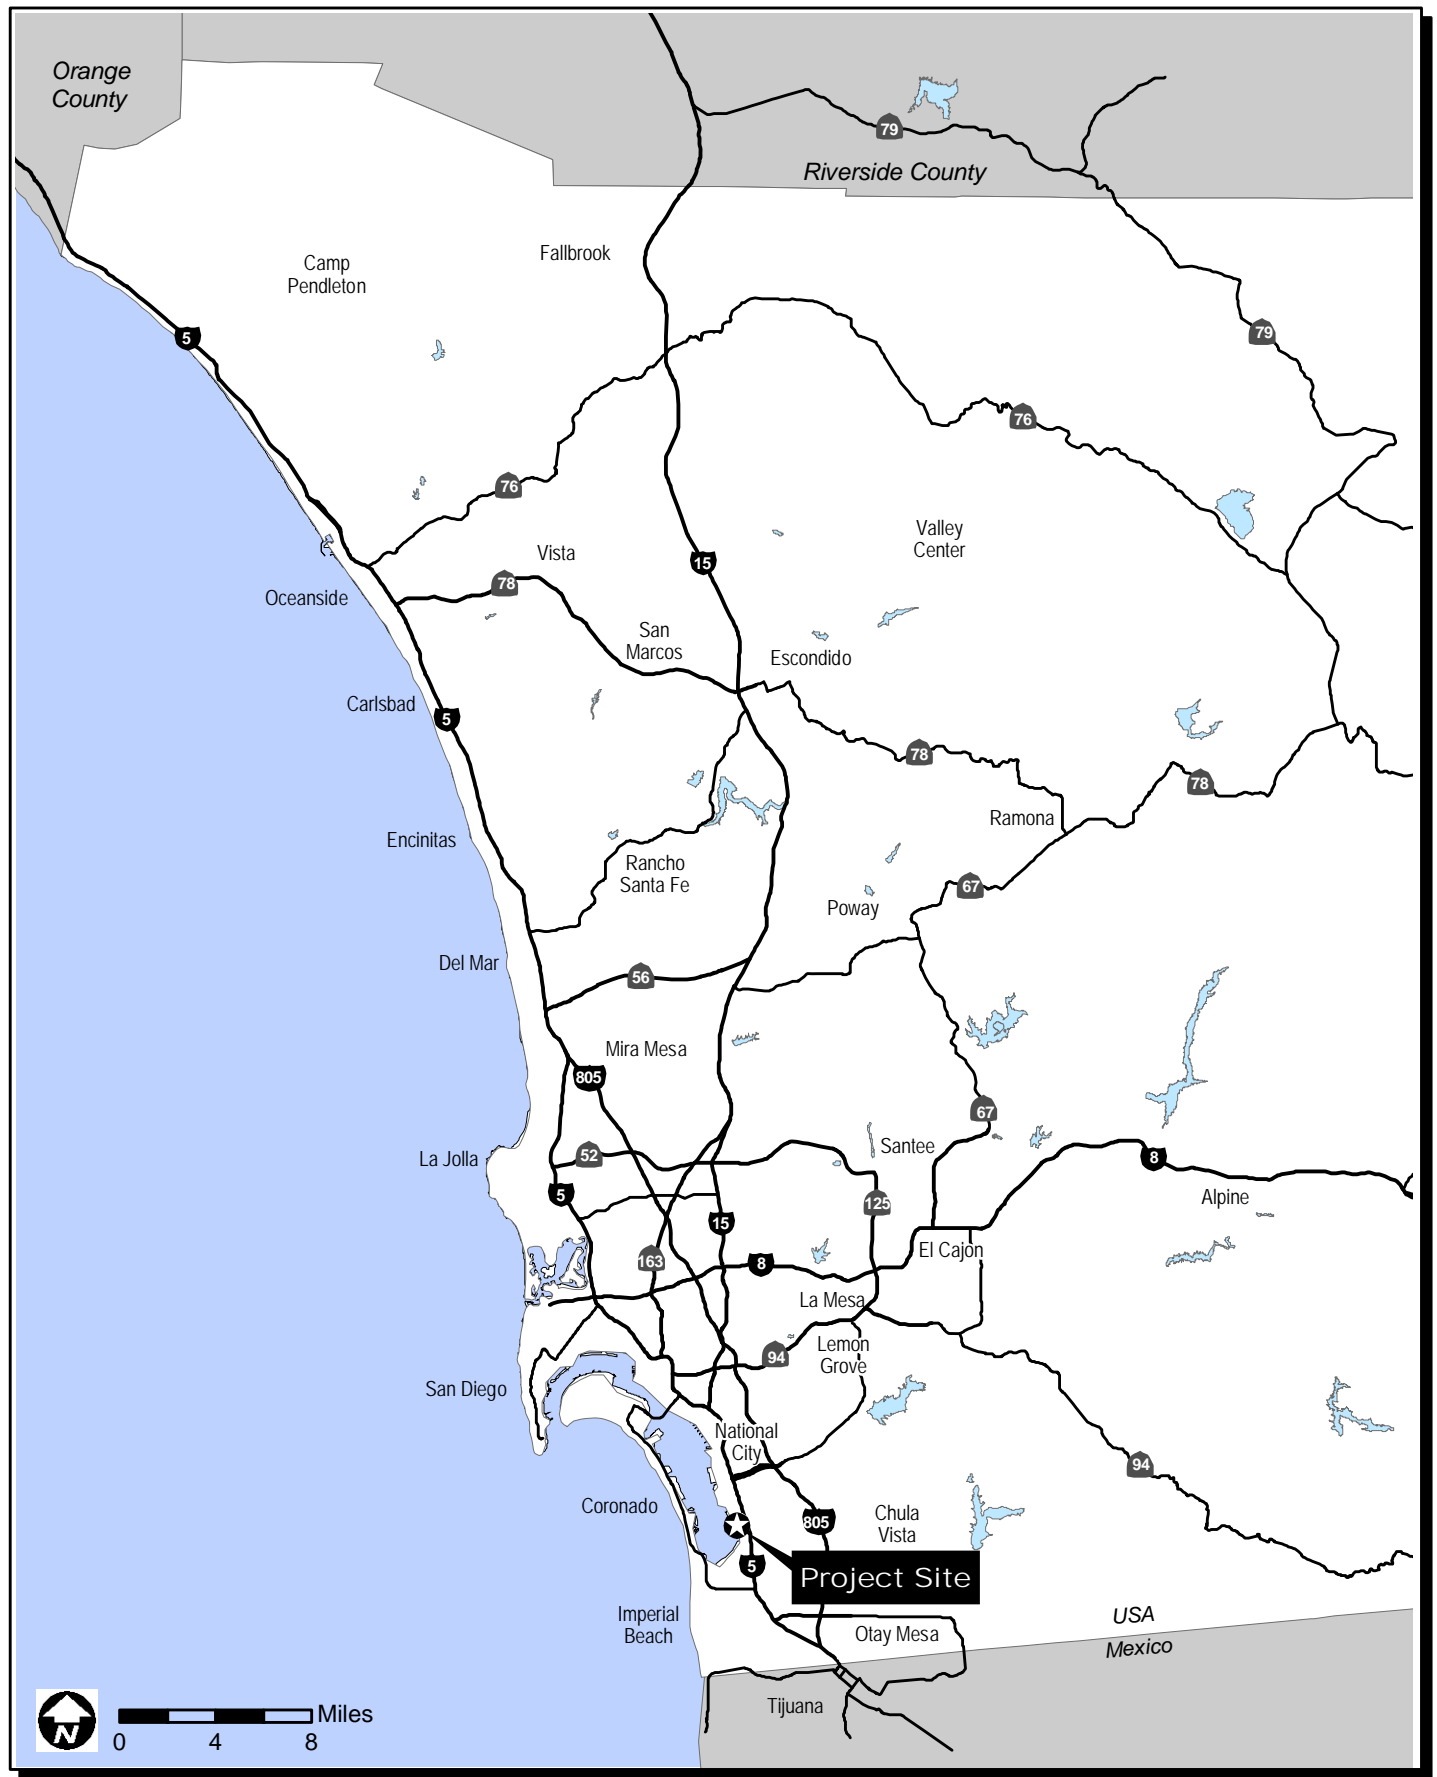 Orange
County
79
Riverside County
Fallbrook
Camp
Pendleton
5
79
76
76
Valley
Center
Vista
15
78
Oceanside
San
Marcos
Escondido
Carlsbad
5
78
78
Ramona
Encinitas
Rancho
Santa Fe
67
Poway
Del Mar
56
Mira Mesa
805
67
Santee
La Jolla
52
8
5
125
Alpine
15
El Cajon
163
8
La Mesa
Lemon
Grove
94
San Diego
National
City
94
Coronado
Chula
Vista
805
5
Project Site
Imperial
Beach
USA
Mexico
Otay Mesa
Tijuana
N
Miles
0 4 8